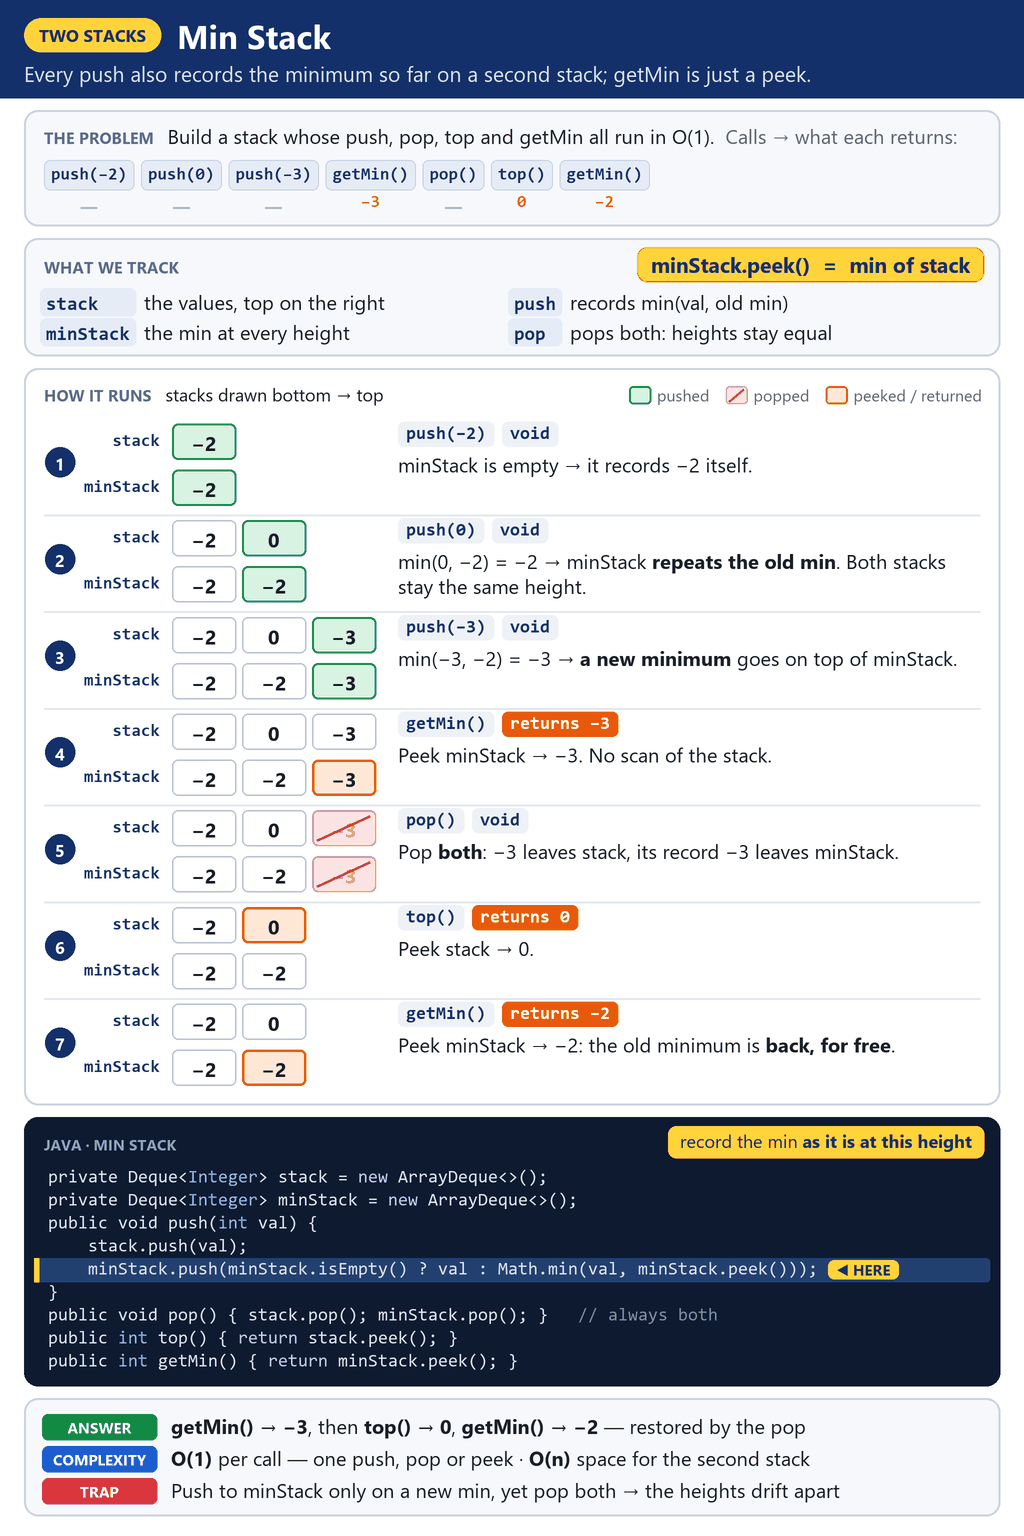 TWO STACKS Min Stack
Every push also records the minimum so far on a second stack; getMin is just a peek.
THE PROBLEM Build a stack whose push, pop, top and getMin all run in O(1). Calls → what each returns:
push(−2) push(0) push(−3) getMin() pop() top() getMin()
— — — −3 — 0 −2
WHAT WE TRACK minStack.peek() = min of stack
stack the values, top on the right push records min(val, old min)
minStack the min at every height pop pops both: heights stay equal
HOW IT RUNS stacks drawn bottom → top pushed popped peeked / returned
1 stack −2 push(−2) void
minStack is empty → it records −2 itself.
minStack −2
2 stack −2 0 push(0) void
min(0, −2) = −2 → minStack repeats the old min. Both stacks
minStack −2 −2 stay the same height.
3 stack −2 0 −3 push(−3) void
min(−3, −2) = −3 → a new minimum goes on top of minStack.
minStack −2 −2 −3
4 stack −2 0 −3 getMin() returns −3
Peek minStack → −3. No scan of the stack.
minStack −2 −2 −3
5 stack −2 0 −3 pop() void
Pop both: −3 leaves stack, its record −3 leaves minStack.
minStack −2 −2 −3
6 stack −2 0 top() returns 0
Peek stack → 0.
minStack −2 −2
7 stack −2 0 getMin() returns −2
Peek minStack → −2: the old minimum is back, for free.
minStack −2 −2
JAVA · MIN STACK record the min as it is at this height
private Deque<Integer> stack = new ArrayDeque<>();
private Deque<Integer> minStack = new ArrayDeque<>();
public void push(int val) {
    stack.push(val);
    minStack.push(minStack.isEmpty() ? val : Math.min(val, minStack.peek())); ◀ HERE
}
public void pop() { stack.pop(); minStack.pop(); }   // always both
public int top() { return stack.peek(); }
public int getMin() { return minStack.peek(); }
ANSWER getMin() → −3, then top() → 0, getMin() → −2 — restored by the pop
COMPLEXITY O(1) per call — one push, pop or peek · O(n) space for the second stack
TRAP Push to minStack only on a new min, yet pop both → the heights drift apart